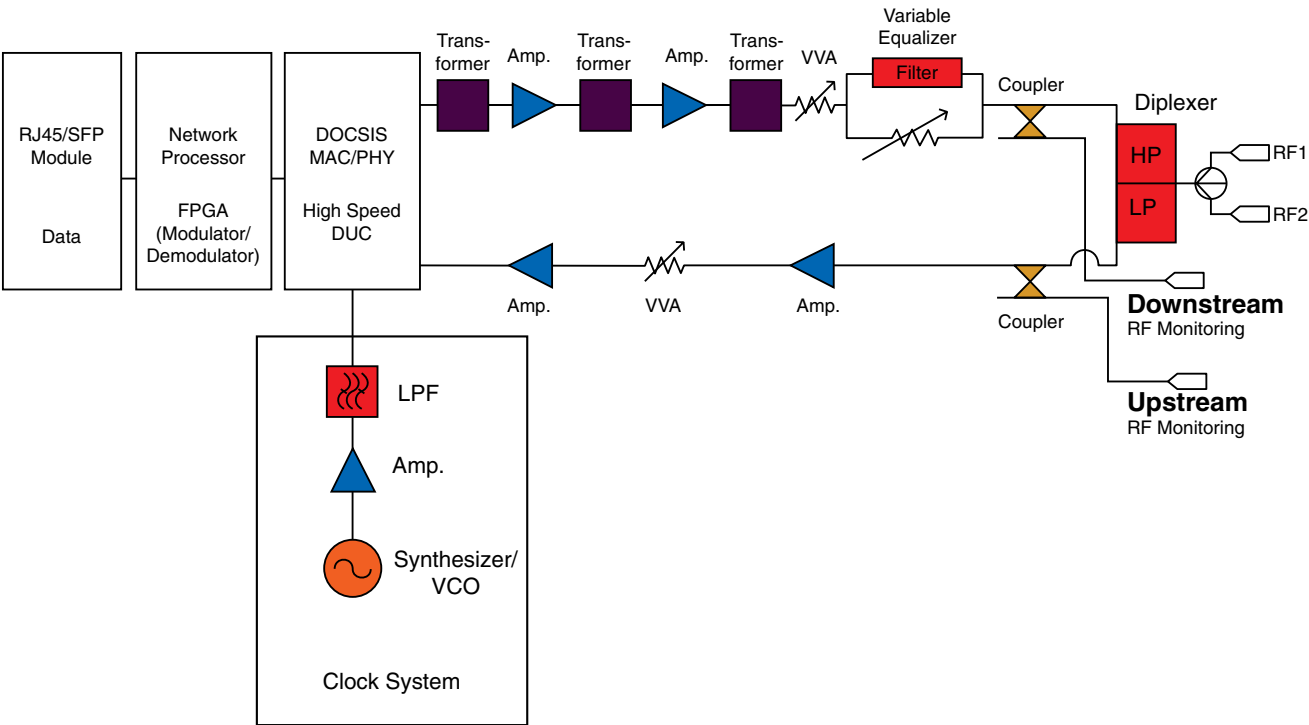 RJ45/SFP
Module
Data
Network
Processor
FPGA
(Modulator/
Demodulator)
DOCSIS
MAC/PHY
High Speed
DUC
Trans-
former
Amp.
Trans-
former
Amp.
Trans-
former
VVA
Variable
Equalizer
Filter
Coupler
Diplexer
HP
LP
RF1
RF2
Amp.
VVA
Amp.
Coupler
Downstream
RF Monitoring
Upstream
RF Monitoring
LPF
Amp.
Synthesizer/
VCO
Clock System